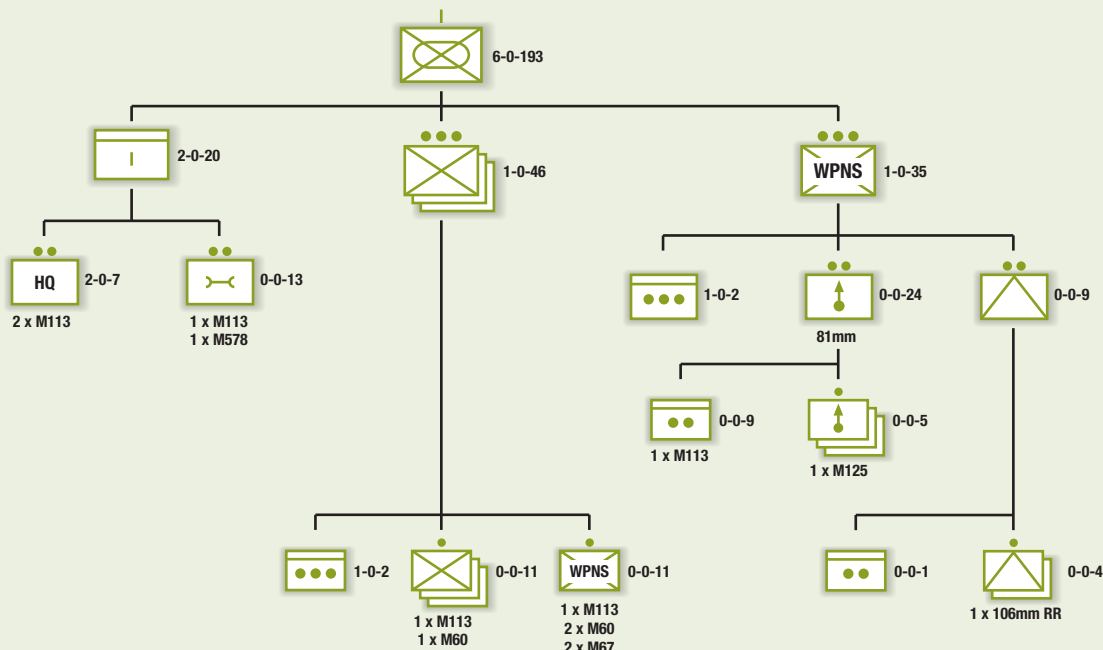 6-0-193
2-0-20
1-0-46
WPNS 1-0-35
HQ 2-0-7
2 x M113
0-0-13
1 x M113
1 x M578
1-0-2
0-0-24
81mm
0-0-9
0-0-9
1 x M113
0-0-5
1 x M125
1-0-2
0-0-11
1 x M113
1 x M60
WPNS 0-0-11
1 x M113
2 x M60
2 x M67
0-0-1
0-0-4
1 x 106mm RR